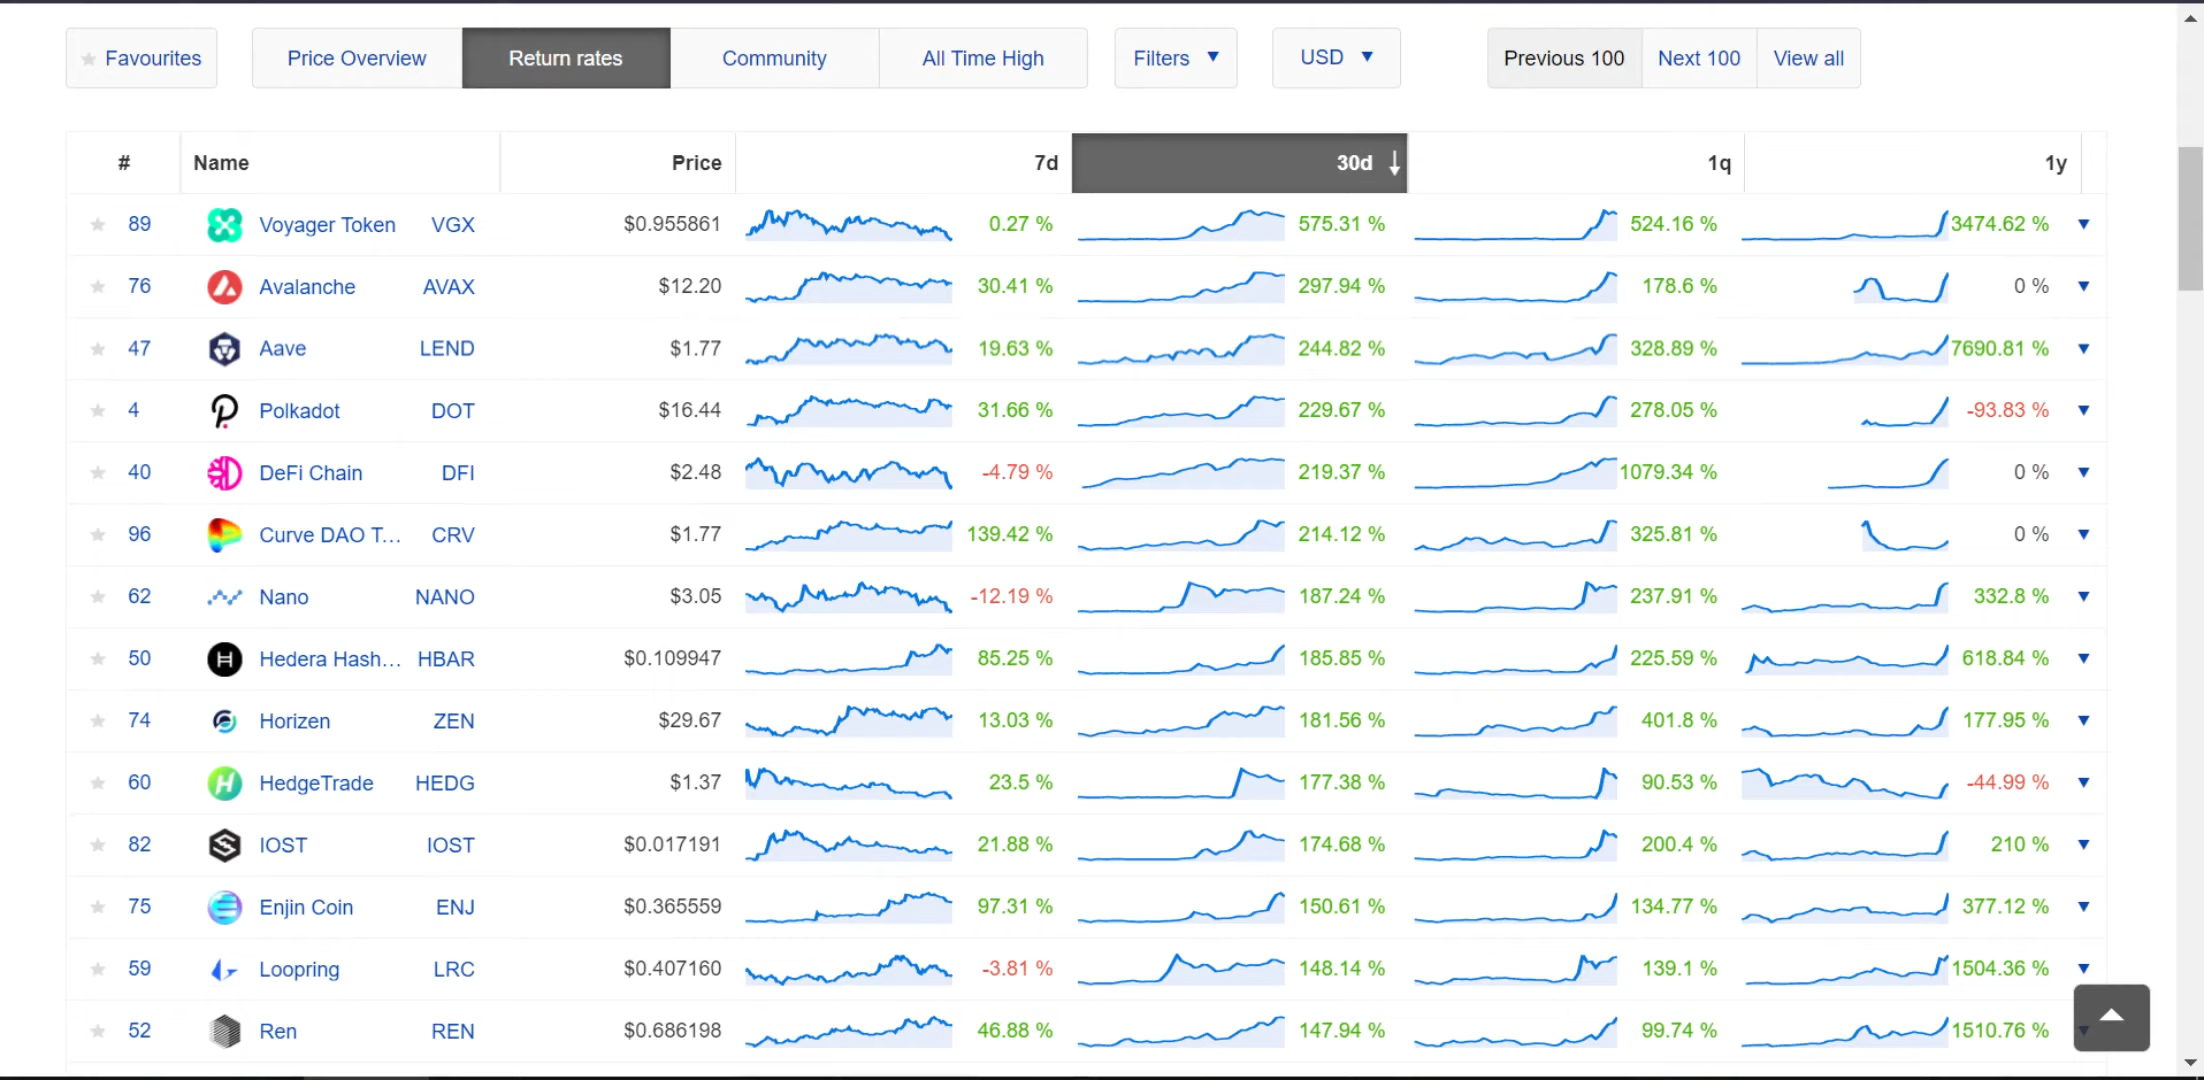 Favourites Price Overview Return rates Community All Time High Filters ▼ USD ▼ Previous 100 Next 100 View all
# Name Price 7d 30d ↓ 1q 1y
89 Voyager Token VGX $0.955861 0.27 % 575.31 % 524.16 % 3474.62 % ▼
76 Avalanche AVAX $12.20 30.41 % 297.94 % 178.6 % 0 % ▼
47 Aave LEND $1.77 19.63 % 244.82 % 328.89 % 7690.81 % ▼
4 Polkadot DOT $16.44 31.66 % 229.67 % 278.05 % -93.83 % ▼
40 DeFi Chain DFI $2.48 -4.79 % 219.37 % 1079.34 % 0 % ▼
96 Curve DAO T... CRV $1.77 139.42 % 214.12 % 325.81 % 0 % ▼
62 Nano NANO $3.05 -12.19 % 187.24 % 237.91 % 332.8 % ▼
50 Hedera Hash... HBAR $0.109947 85.25 % 185.85 % 225.59 % 618.84 % ▼
74 Horizen ZEN $29.67 13.03 % 181.56 % 401.8 % 177.95 % ▼
60 HedgeTrade HEDG $1.37 23.5 % 177.38 % 90.53 % -44.99 % ▼
82 IOST IOST $0.017191 21.88 % 174.68 % 200.4 % 210 % ▼
75 Enjin Coin ENJ $0.365559 97.31 % 150.61 % 134.77 % 377.12 % ▼
59 Loopring LRC $0.407160 -3.81 % 148.14 % 139.1 % 1504.36 % ▼
52 Ren REN $0.686198 46.88 % 147.94 % 99.74 % 1510.76 % ▼